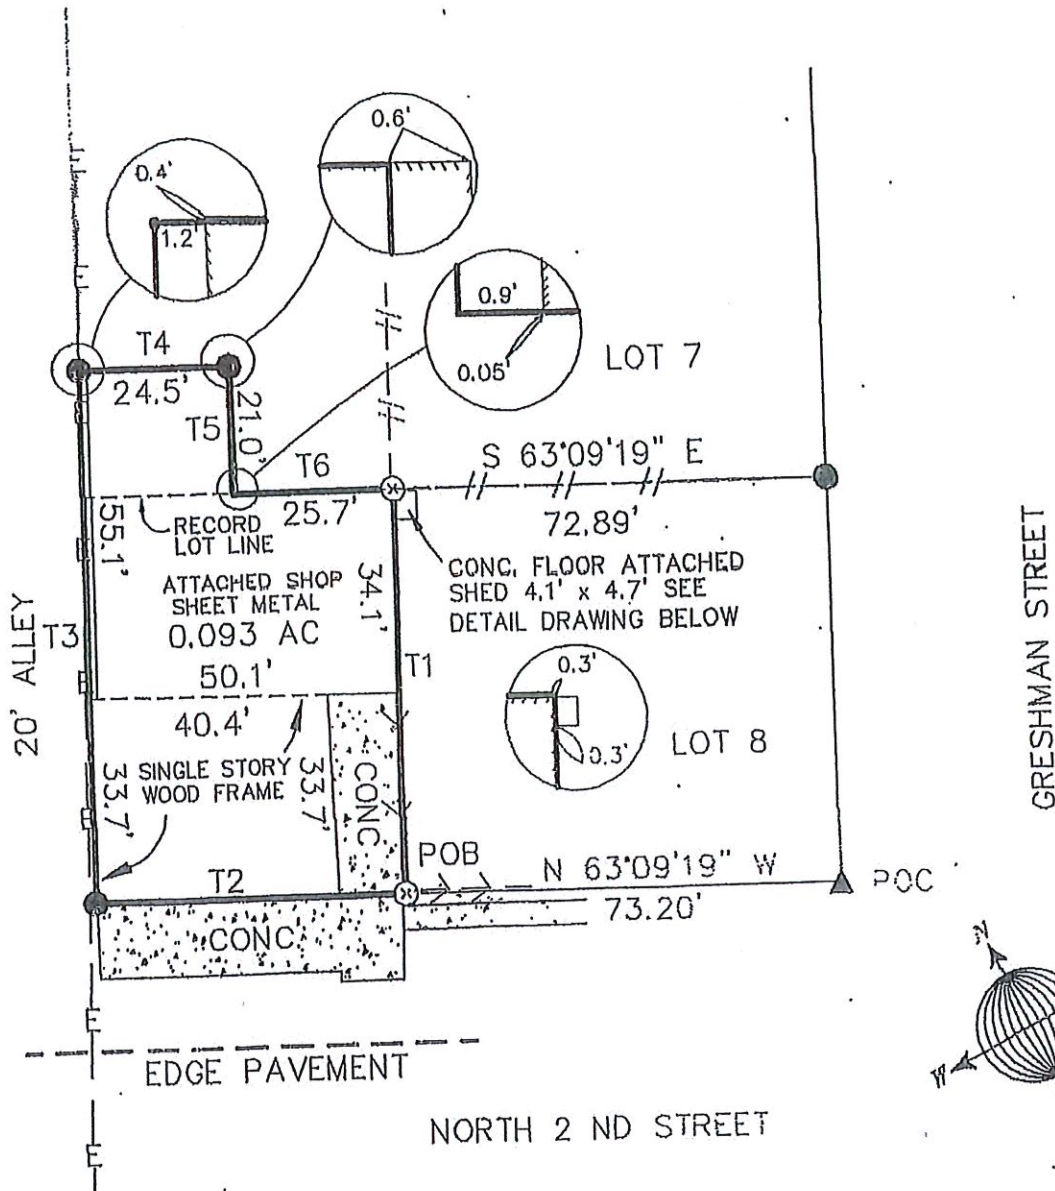 0.6'
0.4'
1.2'
0.9'
0.05'
LOT 7
T4
24.5'
T5
21.0'
T6
25.7'
S 63°09'19" E
72.89'
RECORD
LOT LINE
55.1'
ATTACHED SHOP
SHEET METAL
0.093 AC
50.1'
40.4'
34.1'
CONC. FLOOR ATTACHED
SHED 4.1' x 4.7' SEE
DETAIL DRAWING BELOW
T3
20' ALLEY
T1
0.3'
0.3'
LOT 8
GRESHMAN STREET
33.7'
SINGLE STORY
WOOD FRAME
33.7'
CONC
T2
POB
N 63°09'19" W
73.20'
POC
CONC
N
W
E
E
E
E
E
E
E
EDGE PAVEMENT
NORTH 2 ND STREET